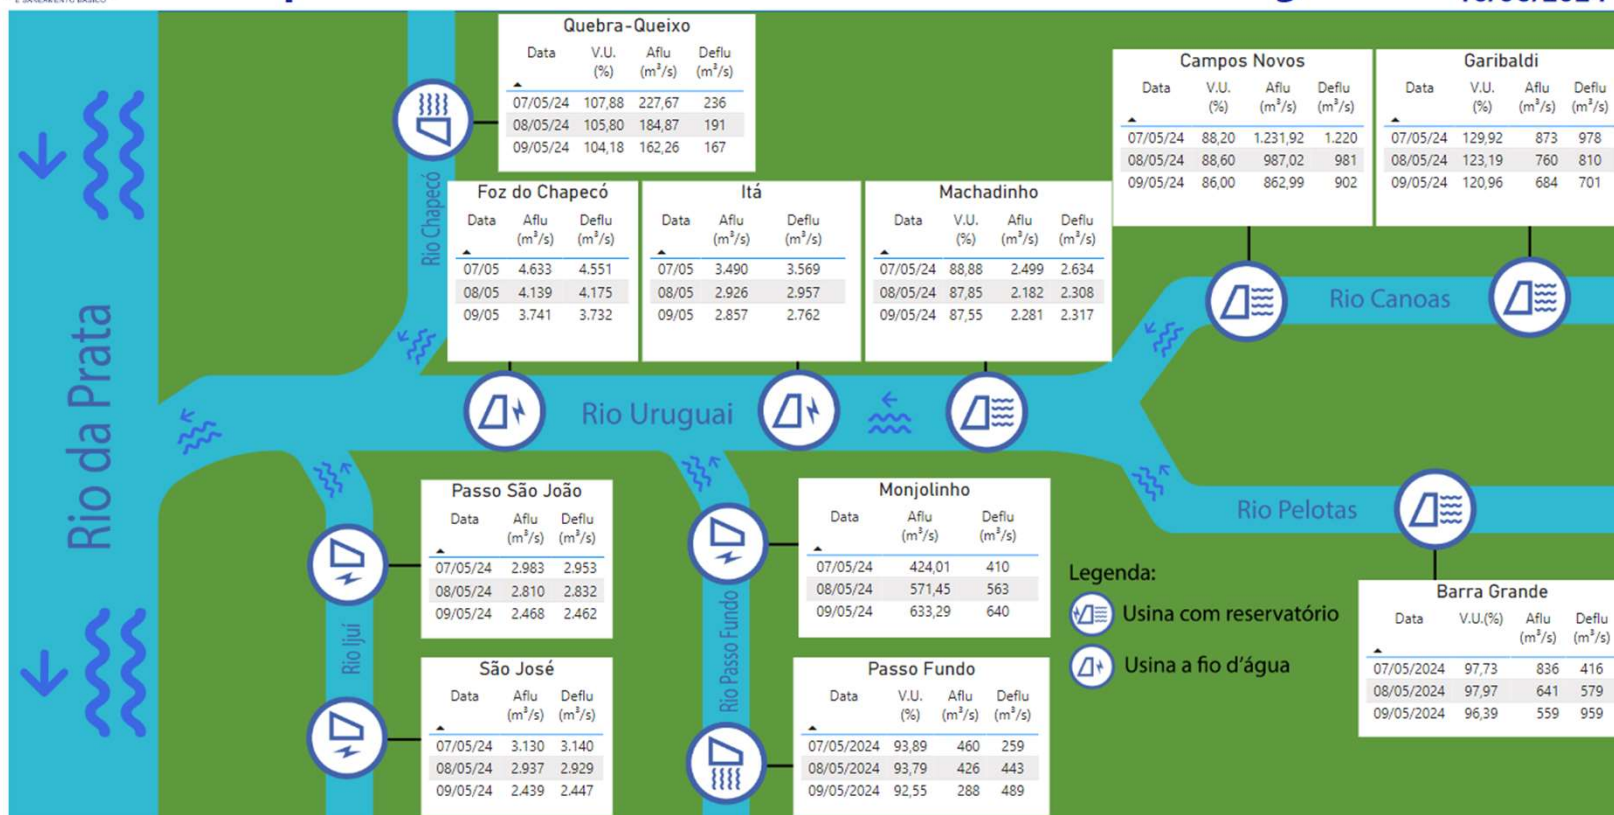 E SANEAMENTO BÁSICO
Quebra-Queixo
Data V.U. (%) Aflu (m³/s) Deflu (m³/s)
07/05/24 107,88 227,67 236
08/05/24 105,80 184,87 191
09/05/24 104,18 162,26 167
Campos Novos
Data V.U. (%) Aflu (m³/s) Deflu (m³/s)
07/05/24 88,20 1.231,92 1.220
08/05/24 88,60 987,02 981
09/05/24 86,00 862,99 902
Garibaldi
Data V.U. (%) Aflu (m³/s) Deflu (m³/s)
07/05/24 129,92 873 978
08/05/24 123,19 760 810
09/05/24 120,96 684 701
Rio Chapecó
Foz do Chapecó
Data Aflu (m³/s) Deflu (m³/s)
07/05 4.633 4.551
08/05 4.139 4.175
09/05 3.741 3.732
Itá
Data Aflu (m³/s) Deflu (m³/s)
07/05 3.490 3.569
08/05 2.926 2.957
09/05 2.857 2.762
Machadinho
Data V.U. (%) Aflu (m³/s) Deflu (m³/s)
07/05/24 88,88 2.499 2.634
08/05/24 87,85 2.182 2.308
09/05/24 87,55 2.281 2.317
Rio Canoas
Rio da Prata
Rio Uruguai
Rio Pelotas
Passo São João
Data Aflu (m³/s) Deflu (m³/s)
07/05/24 2.983 2.953
08/05/24 2.810 2.832
09/05/24 2.468 2.462
Monjolinho
Data Aflu (m³/s) Deflu (m³/s)
07/05/24 424,01 410
08/05/24 571,45 563
09/05/24 633,29 640
Legenda:
Usina com reservatório
Usina a fio d'água
Barra Grande
Data V.U.(%) Aflu (m³/s) Deflu (m³/s)
07/05/2024 97,73 836 416
08/05/2024 97,97 641 579
09/05/2024 96,39 559 959
Rio Ijuí
Rio Passo Fundo
São José
Data Aflu (m³/s) Deflu (m³/s)
07/05/24 3.130 3.140
08/05/24 2.937 2.929
09/05/24 2.439 2.447
Passo Fundo
Data V.U. (%) Aflu (m³/s) Deflu (m³/s)
07/05/2024 93,89 460 259
08/05/2024 93,79 426 443
09/05/2024 92,55 288 489